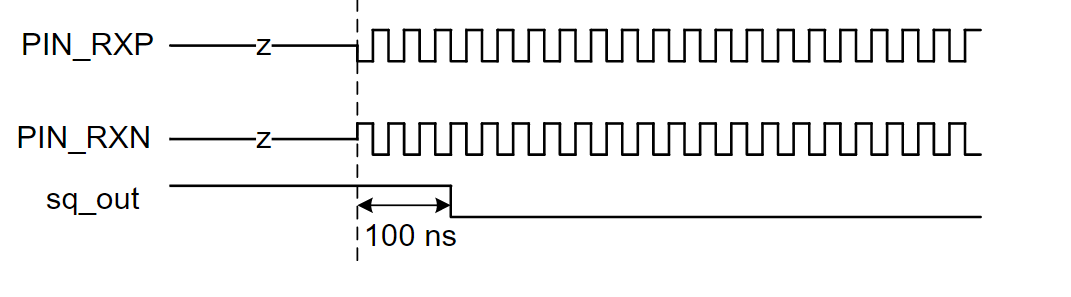 PIN_RXP z
PIN_RXN z
sq_out
100 ns